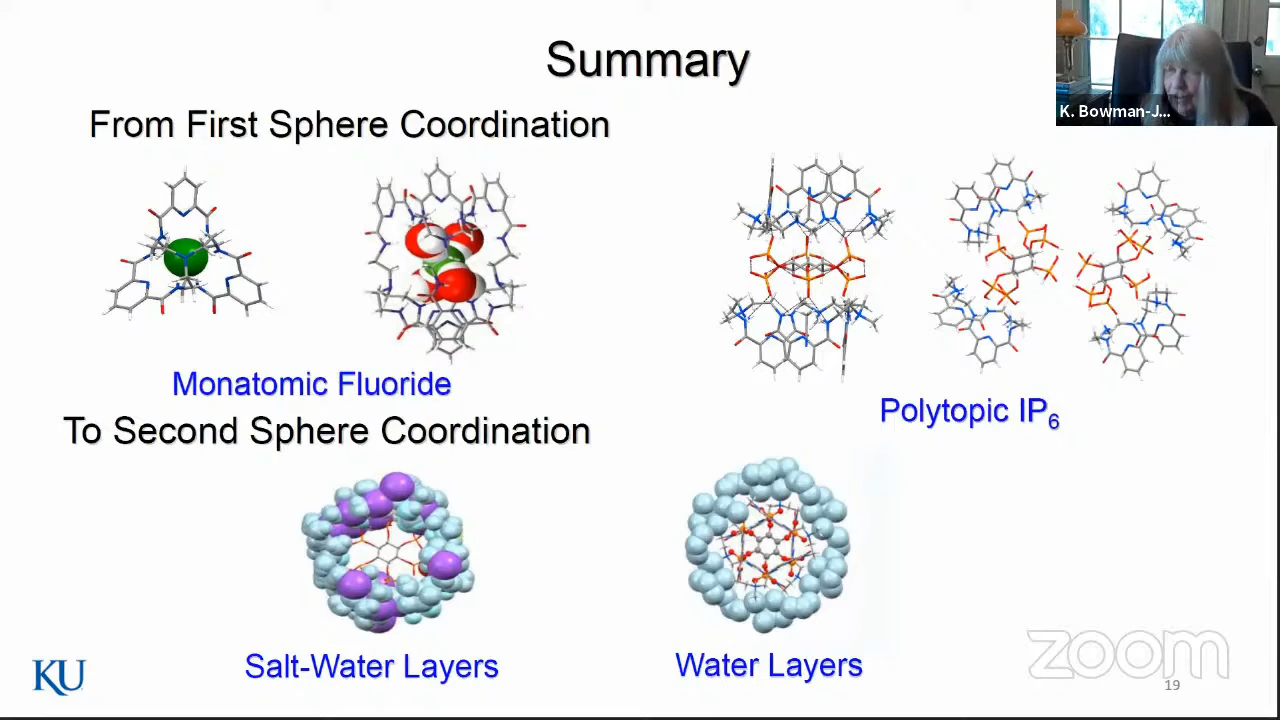 Summary
K. Bowman-J...
From First Sphere Coordination
Monatomic Fluoride
Polytopic IP6
To Second Sphere Coordination
Salt-Water Layers
Water Layers
KU
zoom
19